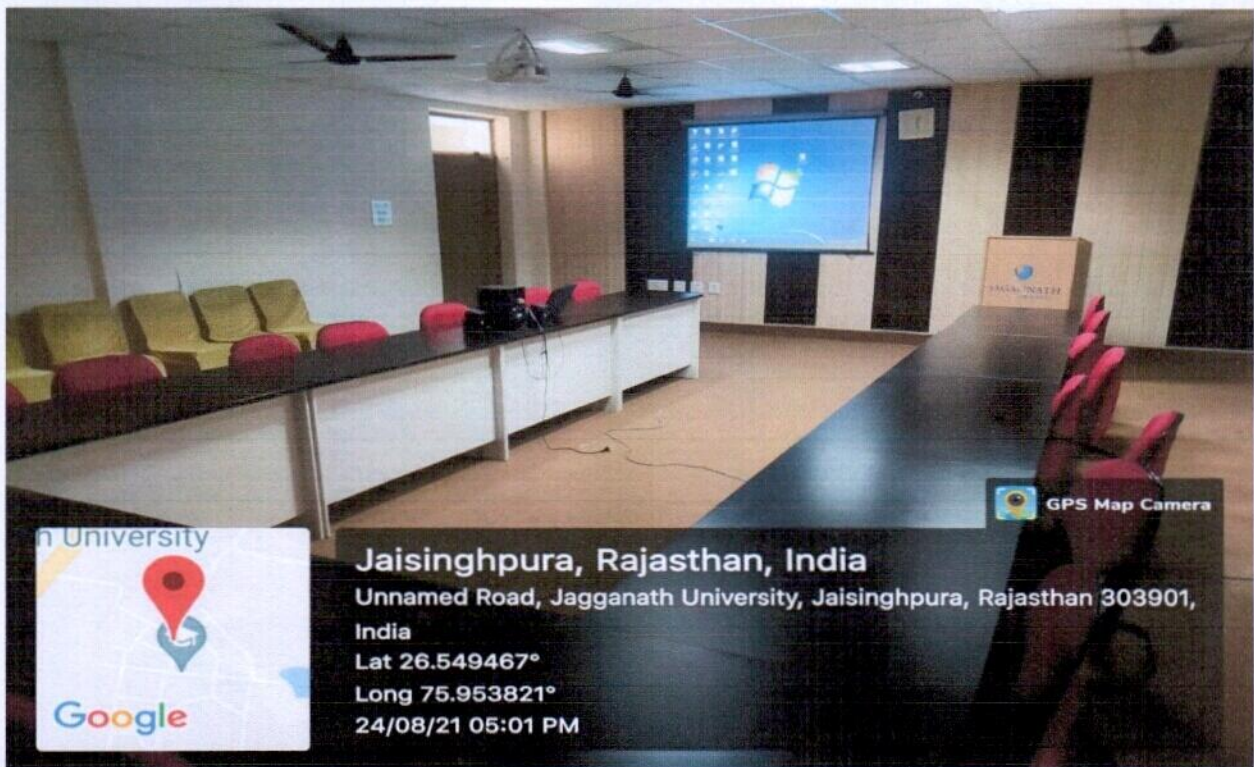 JAGANNATH
GPS Map Camera
n University
Google
Jaisinghpura, Rajasthan, India
Unnamed Road, Jagganath University, Jaisinghpura, Rajasthan 303901,
India
Lat 26.549467°
Long 75.953821°
24/08/21 05:01 PM